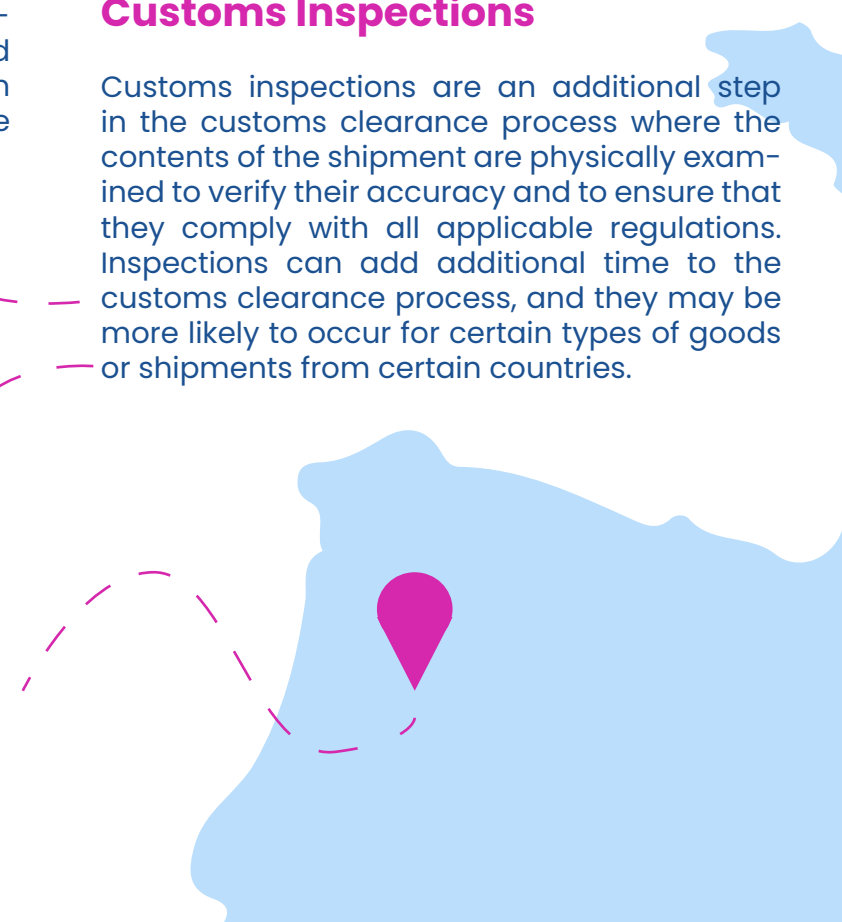 Customs Inspections
Customs inspections are an additional step
in the customs clearance process where the
contents of the shipment are physically exam-
ined to verify their accuracy and to ensure that
they comply with all applicable regulations.
Inspections can add additional time to the
customs clearance process, and they may be
more likely to occur for certain types of goods
or shipments from certain countries.